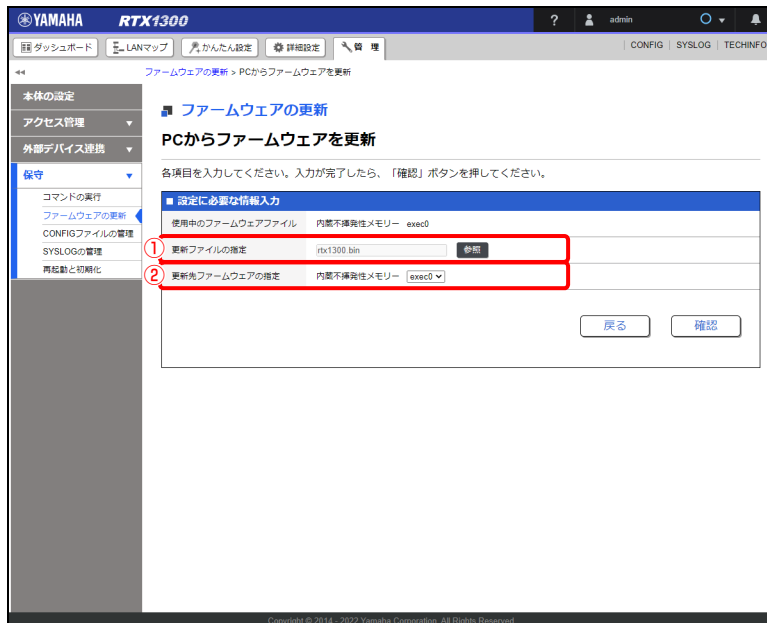 YAMAHA RTX1300 ? admin
ダッシュボード LANマップ かんたん設定 詳細設定 管理 CONFIG | SYSLOG | TECHINFO
ファームウェアの更新 > PCからファームウェアを更新
本体の設定
アクセス管理
外部デバイス連携
保守
コマンドの実行
ファームウェアの更新
CONFIGファイルの管理
SYSLOGの管理
再起動と初期化
ファームウェアの更新
PCからファームウェアを更新
各項目を入力してください。入力が完了したら、「確認」ボタンを押してください。
■ 設定に必要な情報入力
使用中のファームウェアファイル 内蔵不揮発性メモリー exec0
① 更新ファイルの指定 rtx1300.bin 参照
② 更新先ファームウェアの指定 内蔵不揮発性メモリー exec0
戻る 確認
Copyright © 2014 - 2022 Yamaha Corporation. All Rights Reserved.